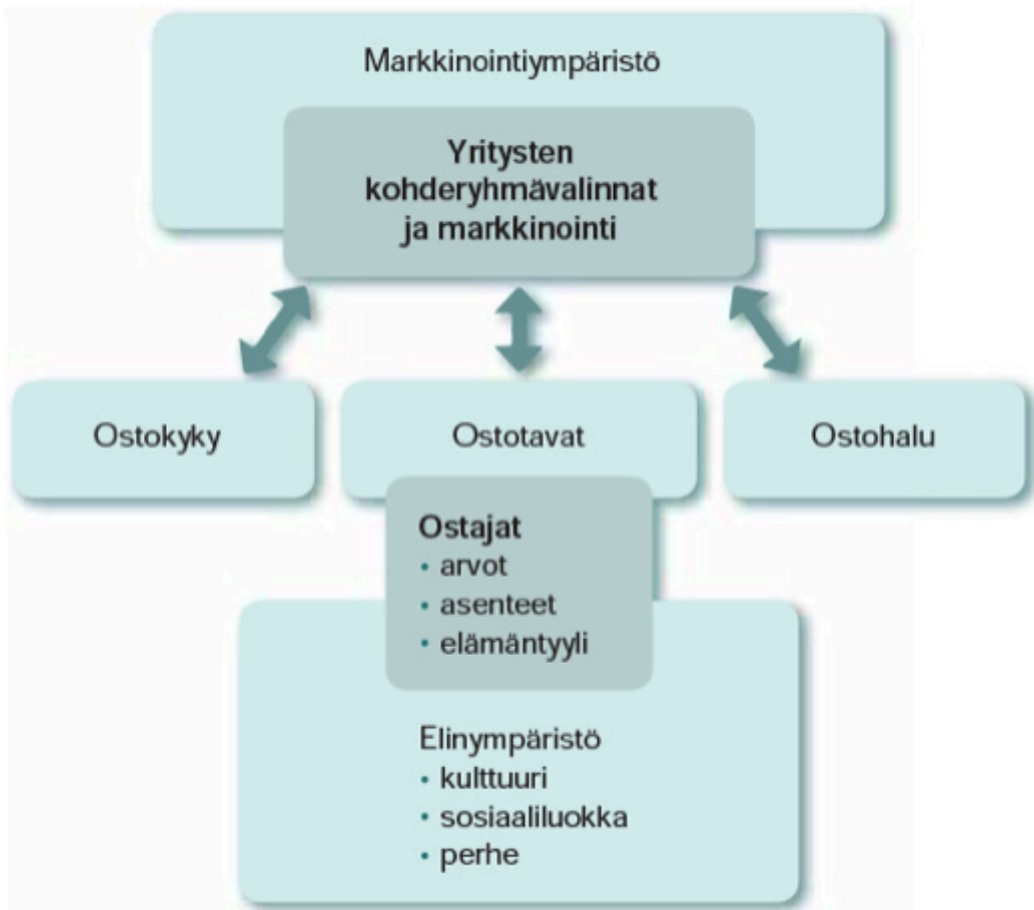 Markkinointiympäristö
Yritysten
kohderyhmävalinnat
ja markkinointi
Ostokyky
Ostotavat
Ostohalu
Ostajat
• arvot
• asenteet
• elämäntyyli
Elinympäristö
• kulttuuri
• sosiaaliluokka
• perhe